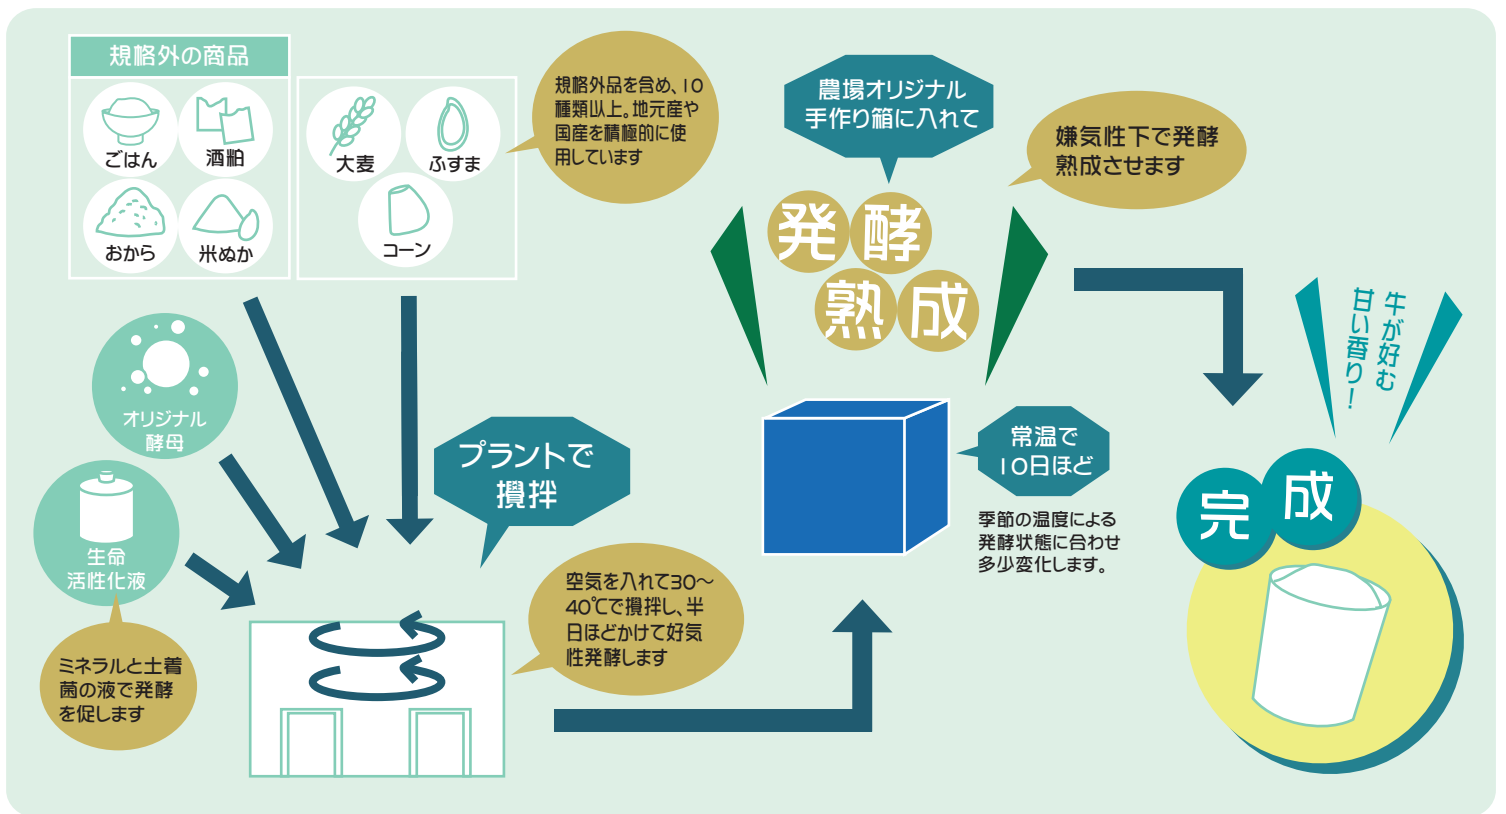 規格外の商品
ごはん
酒粕
おから
米ぬか
大麦
ふすま
コーン
規格外品を含め、10
種類以上。地元産や
国産を積極的に使
用しています
オリジナル
酵母
生命
活性化液
ミネラルと土着
菌の液で発酵
を促します
プラントで
攪拌
空気を入れて30〜
40℃で攪拌し、半
日ほどかけて好気
性発酵します
農場オリジナル
手作り箱に入れて
発酵
熟成
嫌気性下で発酵
熟成させます
常温で
10日ほど
季節の温度による
発酵状態に合わせ
多少変化します。
牛が好む
甘い香り！
完成